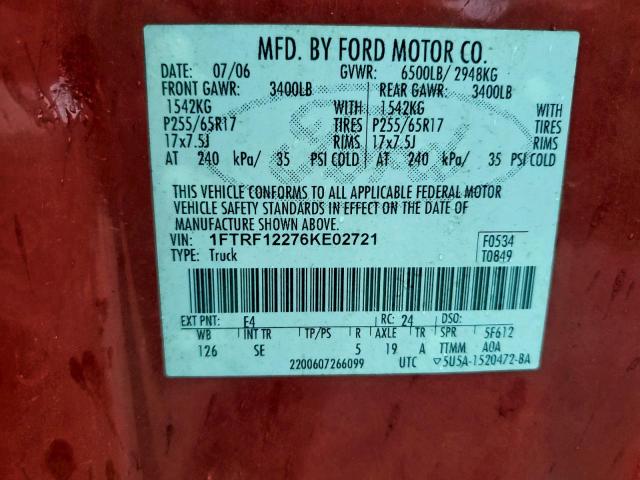 MFD. BY FORD MOTOR CO.
DATE: 07/06 GVWR: 6500LB/ 2948KG
FRONT GAWR: 3400LB REAR GAWR: 3400LB
1542KG WITH 1542KG WITH
P255/65R17 TIRES P255/65R17 TIRES
17x7.5J RIMS 17x7.5J RIMS
AT 240 kPa/ 35 PSI COLD AT 240 kPa/ 35 PSI COLD
THIS VEHICLE CONFORMS TO ALL APPLICABLE FEDERAL MOTOR
VEHICLE SAFETY STANDARDS IN EFFECT ON THE DATE OF
MANUFACTURE SHOWN ABOVE.
VIN: 1FTRF12276KE02721 F0534
TYPE: Truck T0849
EXT PNT: E4 RC: 24 DSO:
WB INT TR TP/PS R AXLE TR SPR 5F612
126 SE 5 19 A TTMM A0A
2200607266099 UTC ▽5U5A-1520472-BA